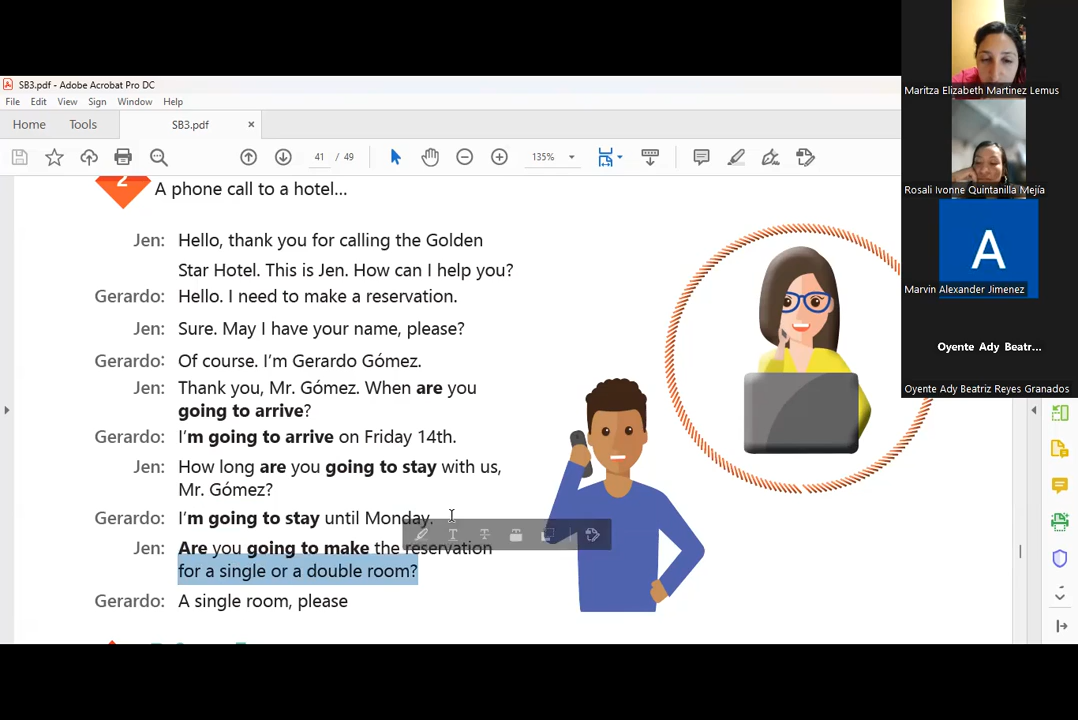 SB3.pdf - Adobe Acrobat Pro DC
File Edit View Sign Window Help
Home Tools SB3.pdf ×
41 / 49 135%
2 A phone call to a hotel...
Jen: Hello, thank you for calling the Golden
Star Hotel. This is Jen. How can I help you?
Gerardo: Hello. I need to make a reservation.
Jen: Sure. May I have your name, please?
Gerardo: Of course. I'm Gerardo Gómez.
Jen: Thank you, Mr. Gómez. When are you
going to arrive?
Gerardo: I'm going to arrive on Friday 14th.
Jen: How long are you going to stay with us,
Mr. Gómez?
Gerardo: I'm going to stay until Monday.
Jen: Are you going to make the reservation
for a single or a double room?
Gerardo: A single room, please
Maritza Elizabeth Martinez Lemus
Rosali Ivonne Quintanilla Mejía
A
Marvin Alexander Jimenez
Oyente Ady Beatr...
Oyente Ady Beatriz Reyes Granados